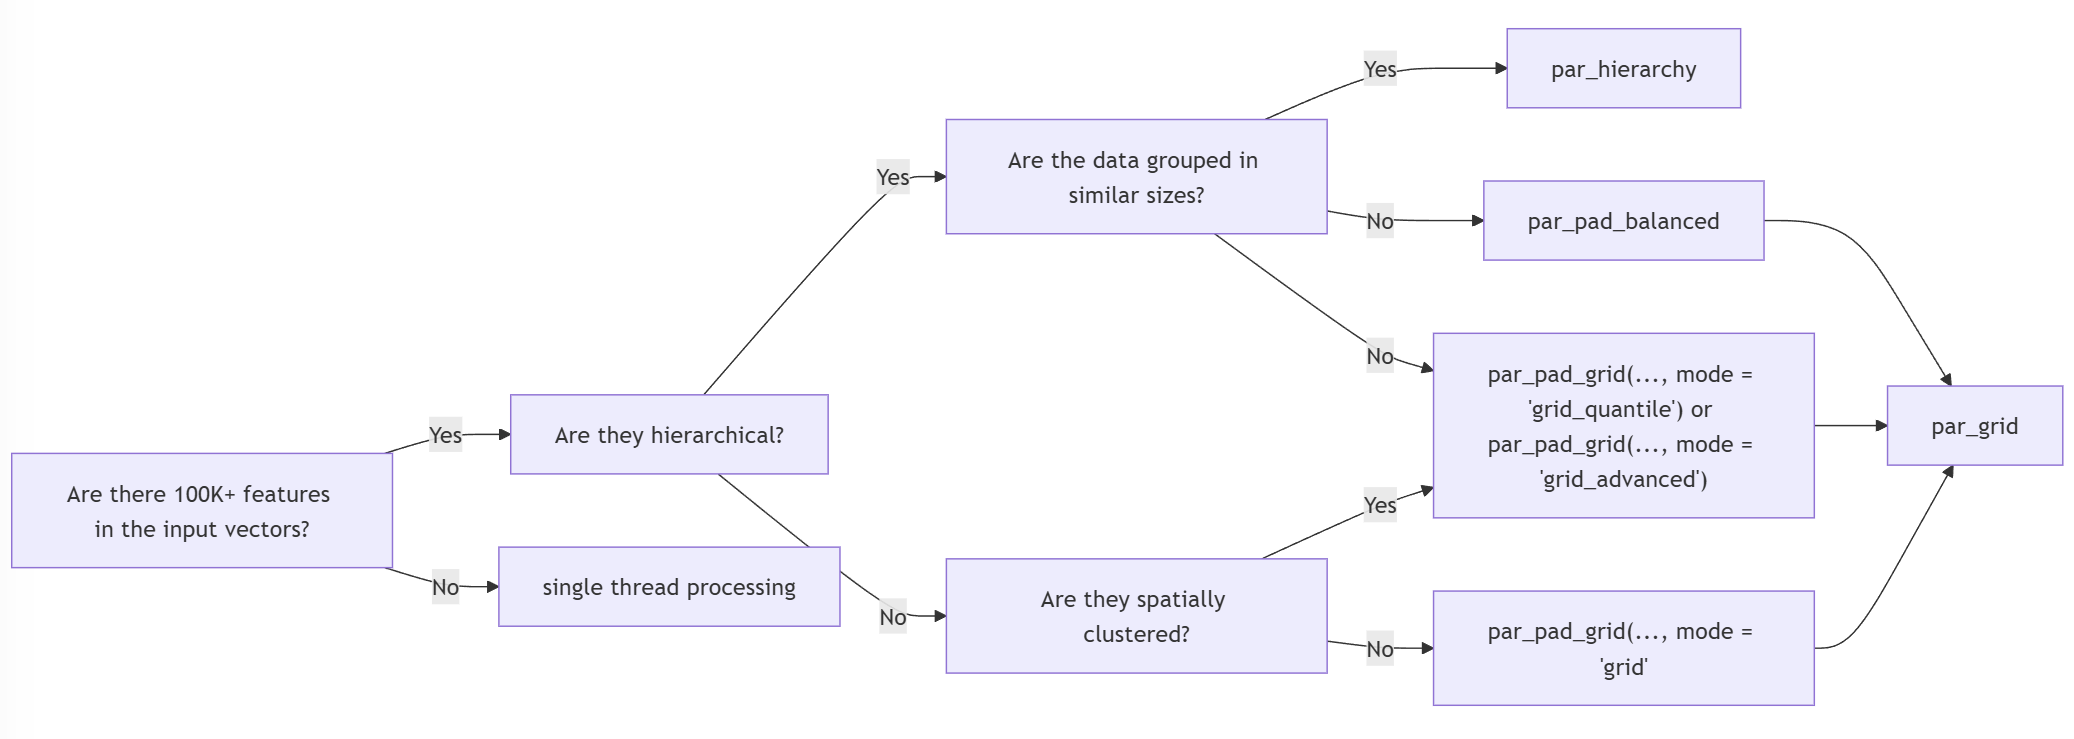 Are there 100K+ features
in the input vectors?
Yes
No
Are they hierarchical?
single thread processing
Yes
No
Are the data grouped in
similar sizes?
Are they spatially
clustered?
Yes
No
No
Yes
No
par_hierarchy
par_pad_balanced
par_pad_grid(..., mode =
'grid_quantile') or
par_pad_grid(..., mode =
'grid_advanced')
par_pad_grid(..., mode =
'grid'
par_grid